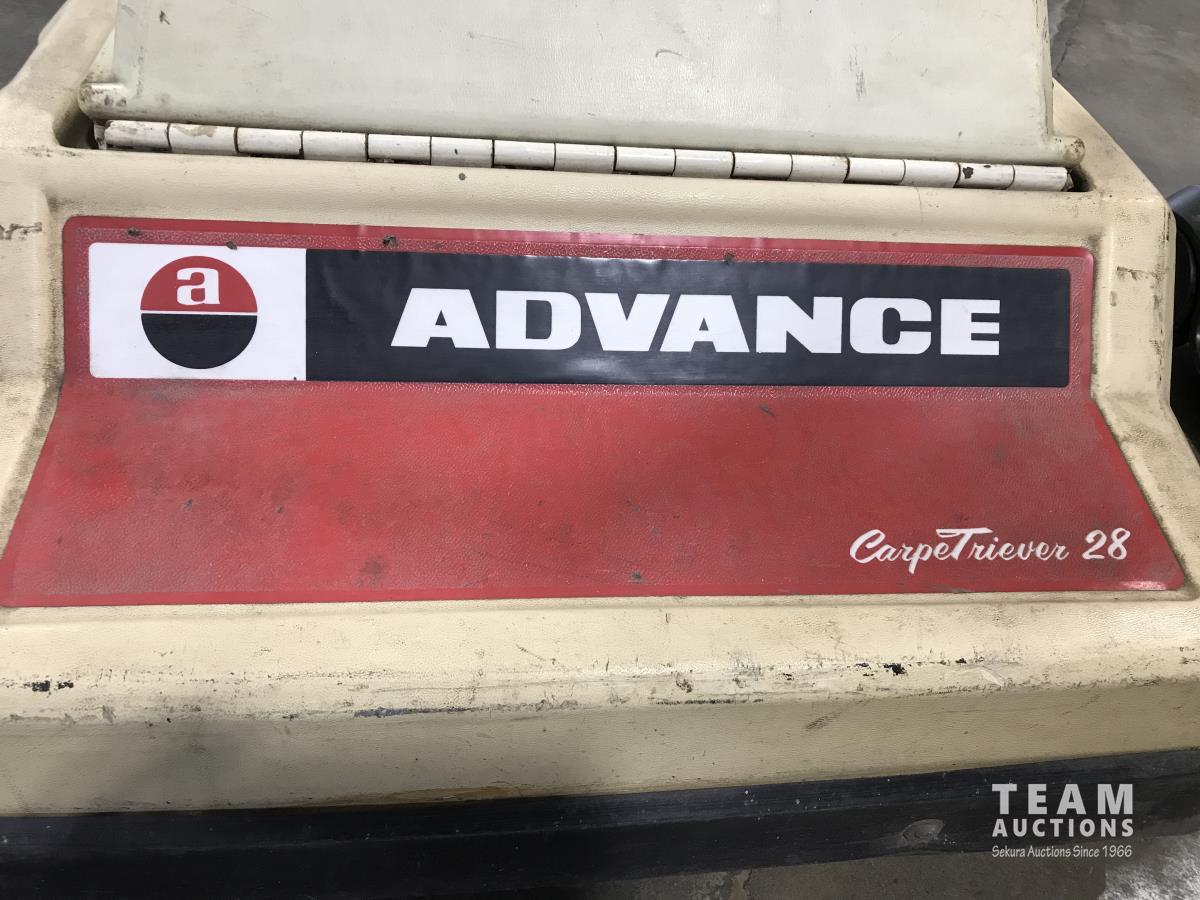 a ADVANCE
CarpeTriever 28
TEAM
AUCTIONS
Sekura Auctions Since 1966